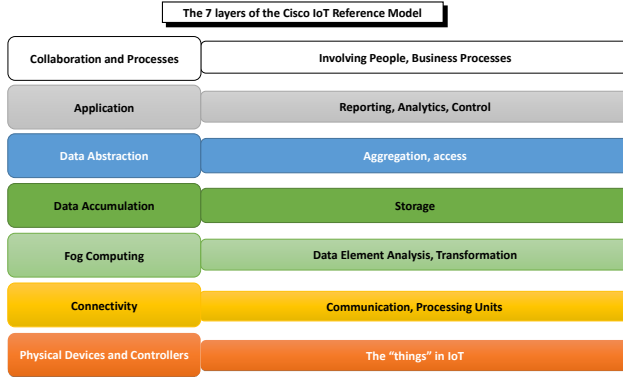 The 7 layers of the Cisco IoT Reference Model
Collaboration and Processes
Involving People, Business Processes
Application
Reporting, Analytics, Control
Data Abstraction
Aggregation, access
Data Accumulation
Storage
Fog Computing
Data Element Analysis, Transformation
Connectivity
Communication, Processing Units
Physical Devices and Controllers
The “things” in IoT